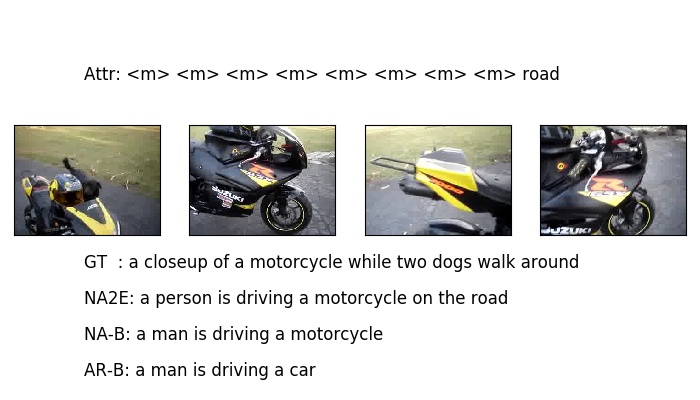 Attr: <m> <m> <m> <m> <m> <m> <m> <m> road
SUZUKI
R
GSX
R
SUZUKI
GT  : a closeup of a motorcycle while two dogs walk around
NA2E: a person is driving a motorcycle on the road
NA-B: a man is driving a motorcycle
AR-B: a man is driving a car